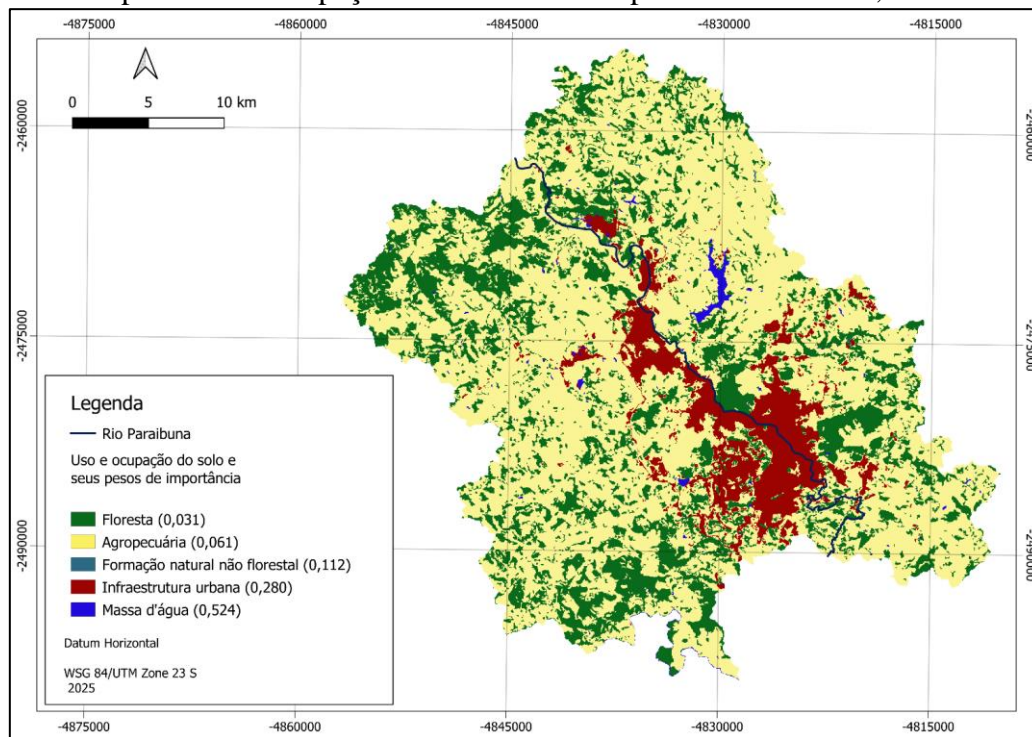 -4875000 -4860000 -4845000 -4830000 -4815000
0 5 10 km
-2460000 -2460000
-2475000 -2475000
-2490000 -2490000
Legenda
Rio Paraibuna
Uso e ocupação do solo e
seus pesos de importância
Floresta (0,031)
Agropecuária (0,061)
Formação natural não florestal (0,112)
Infraestrutura urbana (0,280)
Massa d'água (0,524)
Datum Horizontal
WSG 84/UTM Zone 23 S
2025
-4875000 -4860000 -4845000 -4830000 -4815000